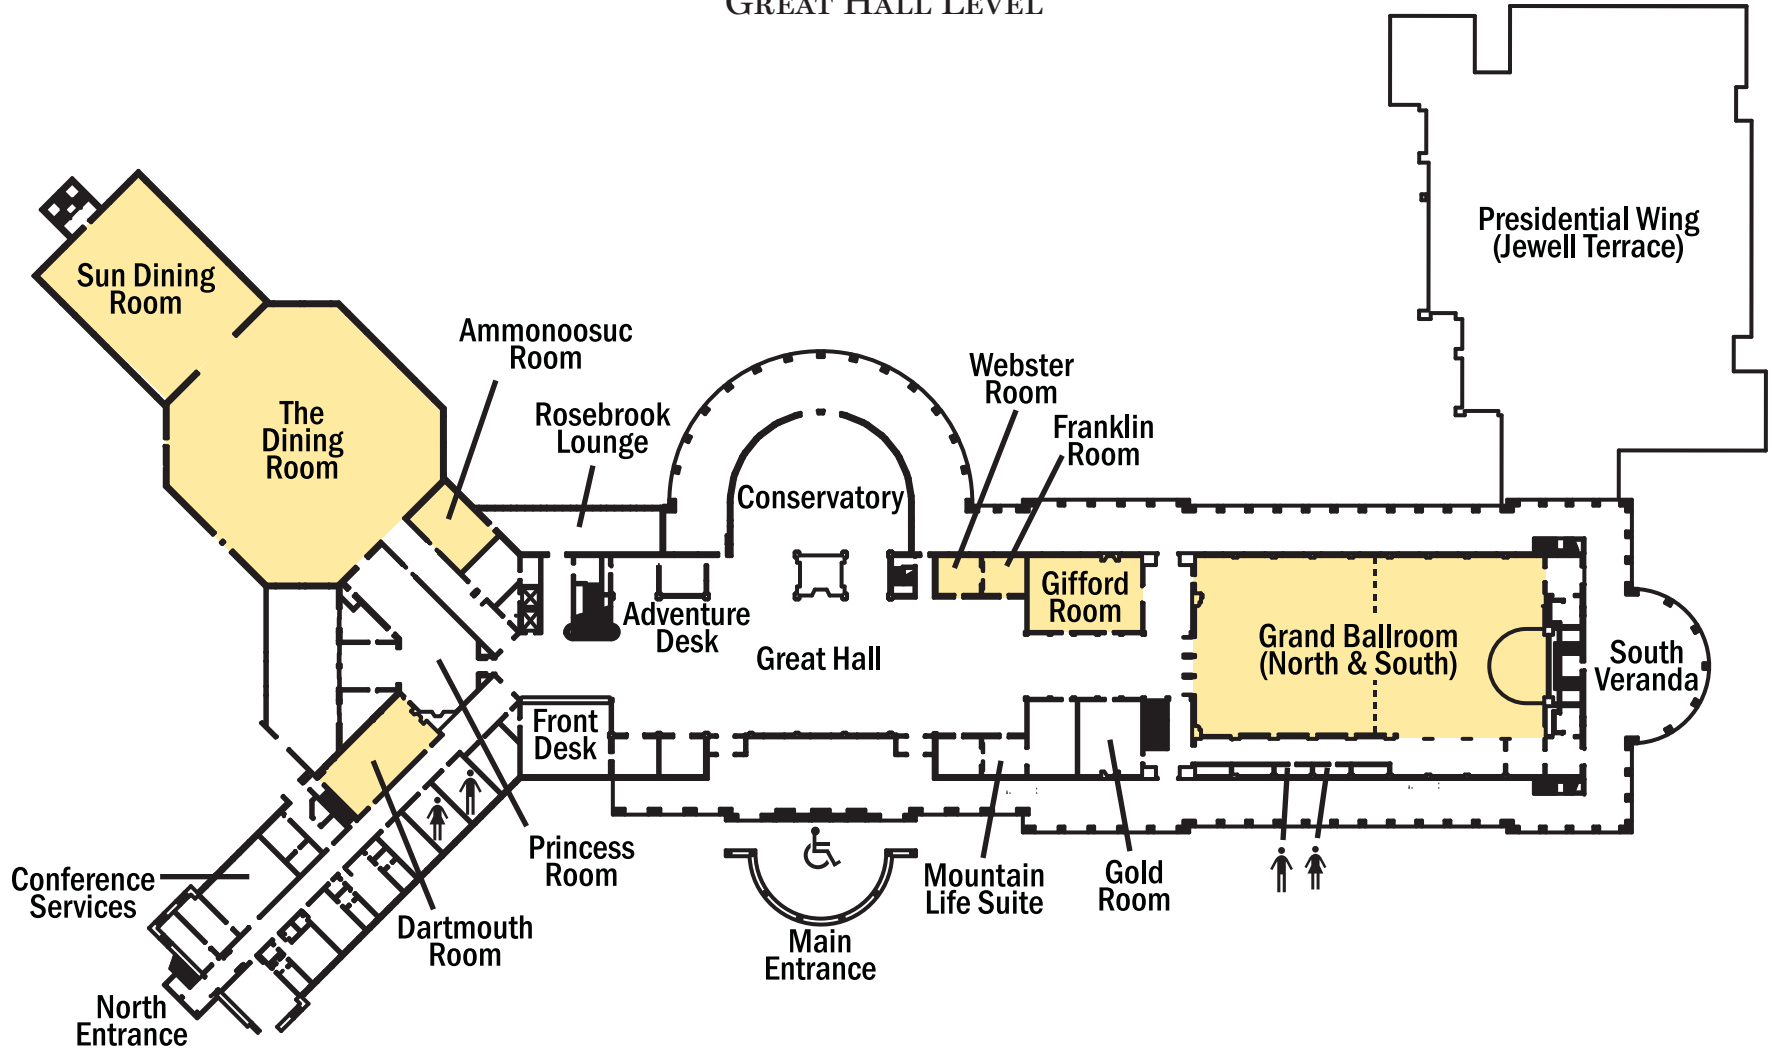 GREAT HALL LEVEL
Presidential Wing
(Jewell Terrace)
Sun Dining
Room
Ammonoosuc
Room
Webster
Room
The
Dining
Room
Rosebrook
Lounge
Franklin
Room
Conservatory
Gifford
Room
Adventure
Desk
Great Hall
Grand Ballroom
(North & South)
South
Veranda
Front
Desk
Princess
Room
Mountain
Life Suite
Gold
Room
Conference
Services
Dartmouth
Room
Main
Entrance
North
Entrance